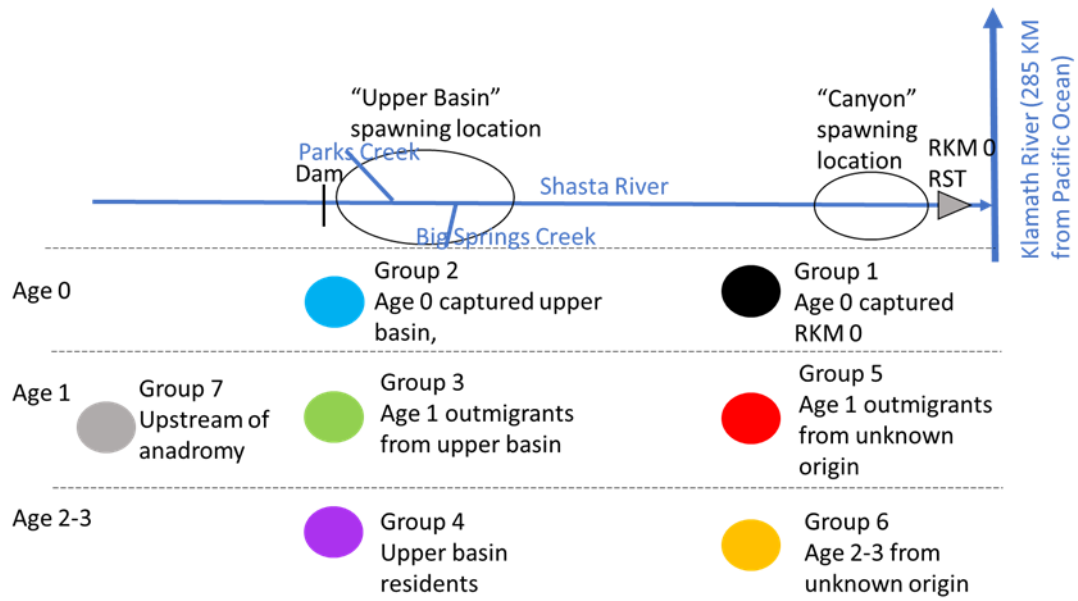 “Upper Basin”
spawning location
Parks Creek
Dam
Shasta River
Big Springs Creek
“Canyon”
spawning
location
RKM 0
RST
Klamath River (285 KM
from Pacific Ocean)
Age 0
Group 2
Age 0 captured upper
basin,
Group 1
Age 0 captured
RKM 0
Age 1
Group 7
Upstream of
anadromy
Group 3
Age 1 outmigrants
from upper basin
Group 5
Age 1 outmigrants
from unknown
origin
Age 2-3
Group 4
Upper basin
residents
Group 6
Age 2-3 from
unknown origin